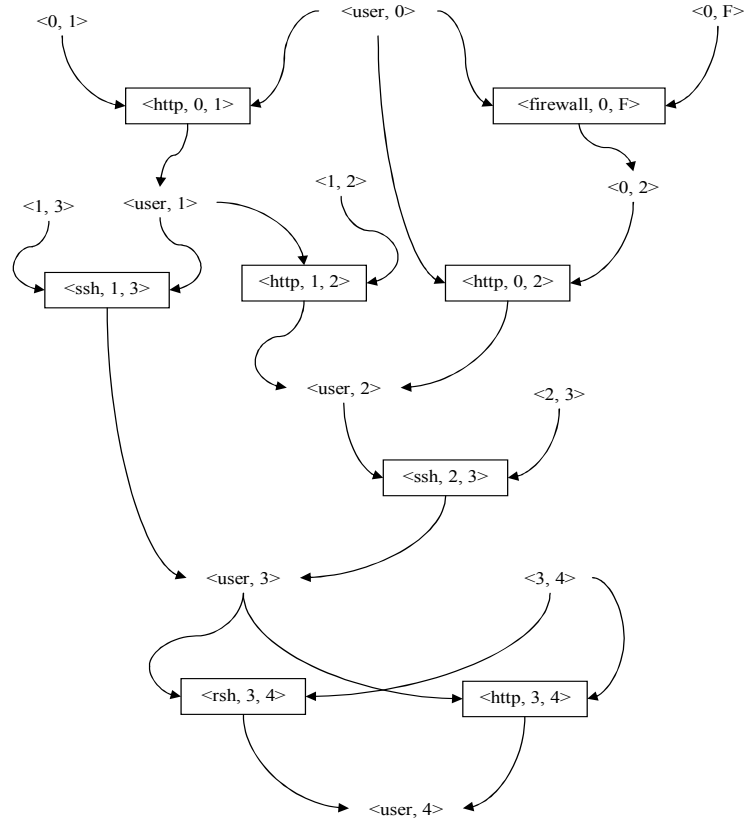 <0, 1>
<user, 0>
<0, F>
<http, 0, 1>
<firewall, 0, F>
<1, 3>
<user, 1>
<1, 2>
<0, 2>
<ssh, 1, 3>
<http, 1, 2>
<http, 0, 2>
<user, 2>
<2, 3>
<ssh, 2, 3>
<user, 3>
<3, 4>
<rsh, 3, 4>
<http, 3, 4>
<user, 4>